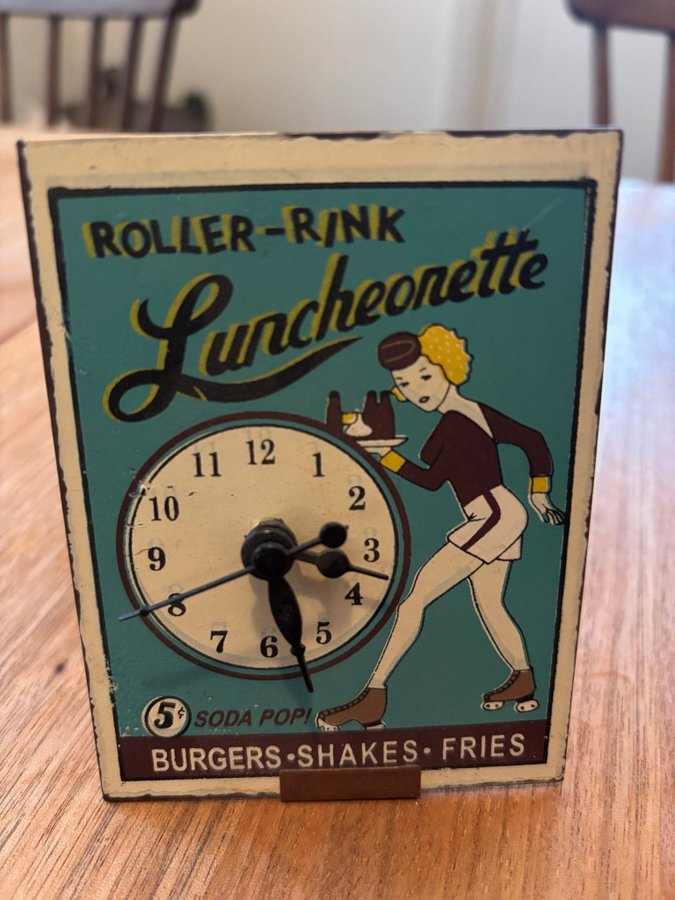 ROLLER-RINK
Luncheonette
12
11 1
10 2
9 3
8 4
7 5
6
5¢ SODA POP!
BURGERS•SHAKES•FRIES